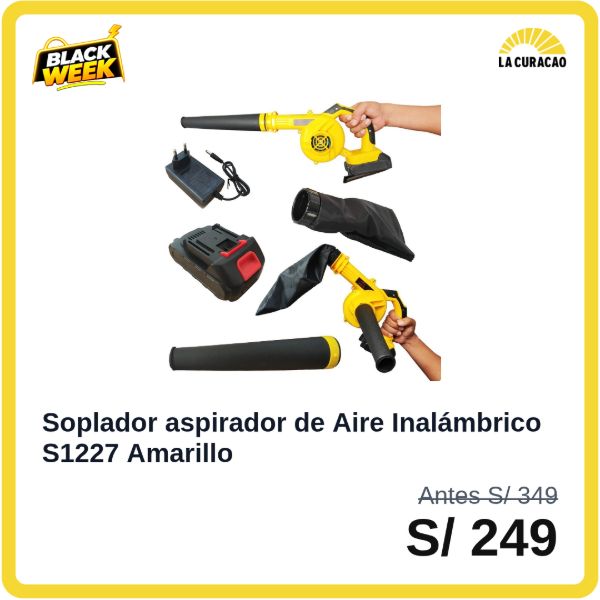 BLACK
WEEK
LA CURACAO
Soplador aspirador de Aire Inalámbrico
S1227 Amarillo
Antes S/ 349
S/ 249